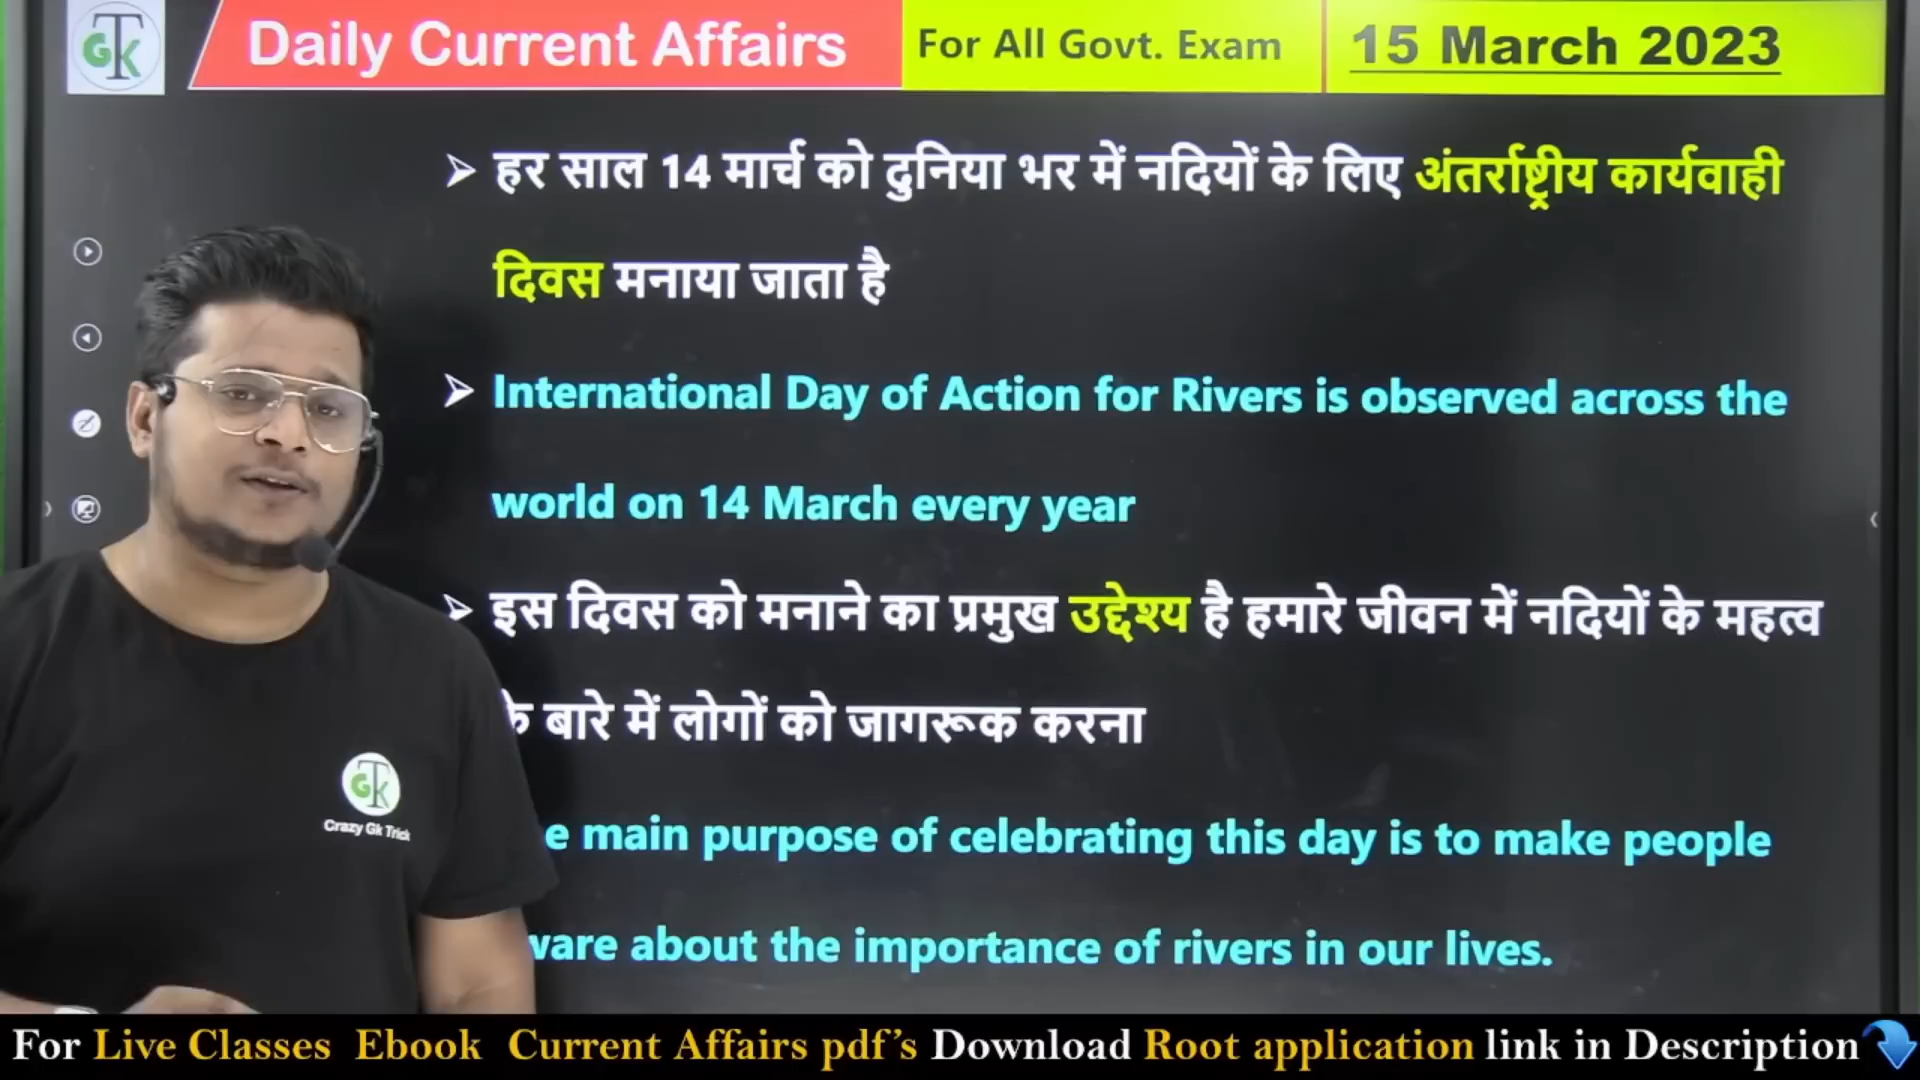 GTK
Daily Current Affairs
For All Govt. Exam
15 March 2023
हर साल 14 मार्च को दुनिया भर में नदियों के लिए अंतर्राष्ट्रीय कार्यवाही
दिवस मनाया जाता है
International Day of Action for Rivers is observed across the
world on 14 March every year
इस दिवस को मनाने का प्रमुख उद्देश्य है हमारे जीवन में नदियों के महत्व
के बारे में लोगों को जागरूक करना
main purpose of celebrating this day is to make people
about the importance of rivers in our lives.
GTK
Crazy Gk Trick
For Live Classes Ebook Current Affairs pdf’s Download Root application link in Description